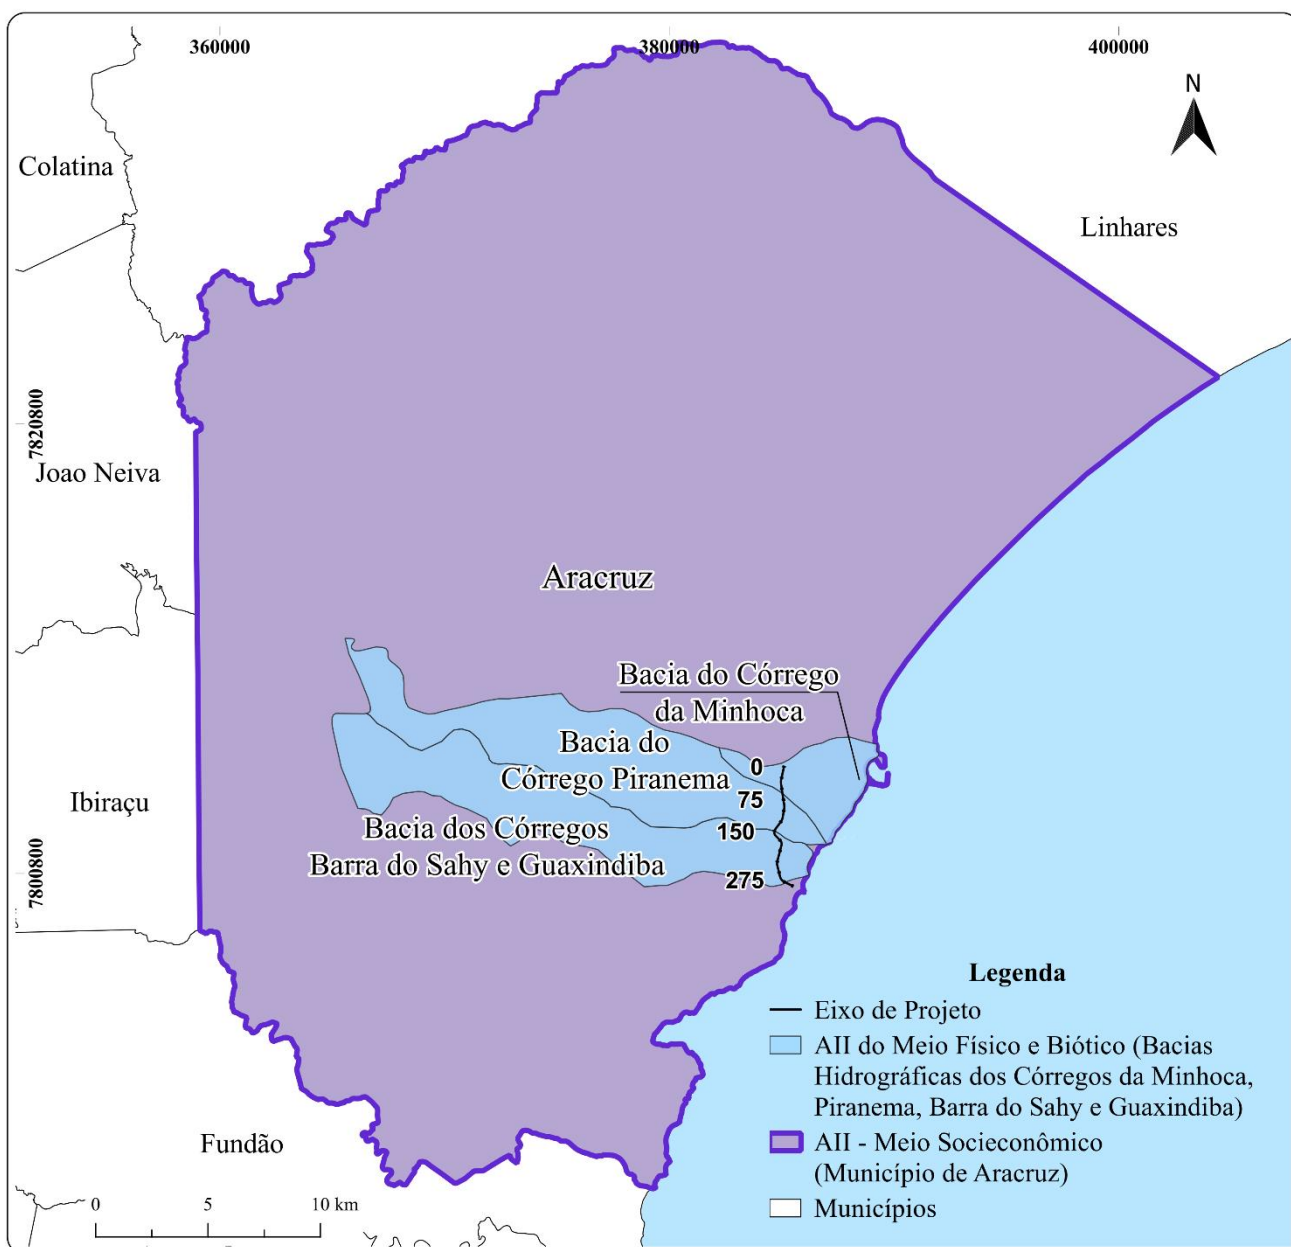 360000
380000
400000
N
Colatina
Linhares
7820800
Joao Neiva
Aracruz
Bacia do Córrego
da Minhoca
Bacia do
Córrego Piranema
0
75
150
275
Ibiraçu
Bacia dos Córregos
Barra do Sahy e Guaxindiba
7800800
Legenda
Eixo de Projeto
AII do Meio Físico e Biótico (Bacias
Hidrográficas dos Córregos da Minhoca,
Piranema, Barra do Sahy e Guaxindiba)
AII - Meio Socieconômico
(Município de Aracruz)
Municípios
Fundão
0 5 10 km